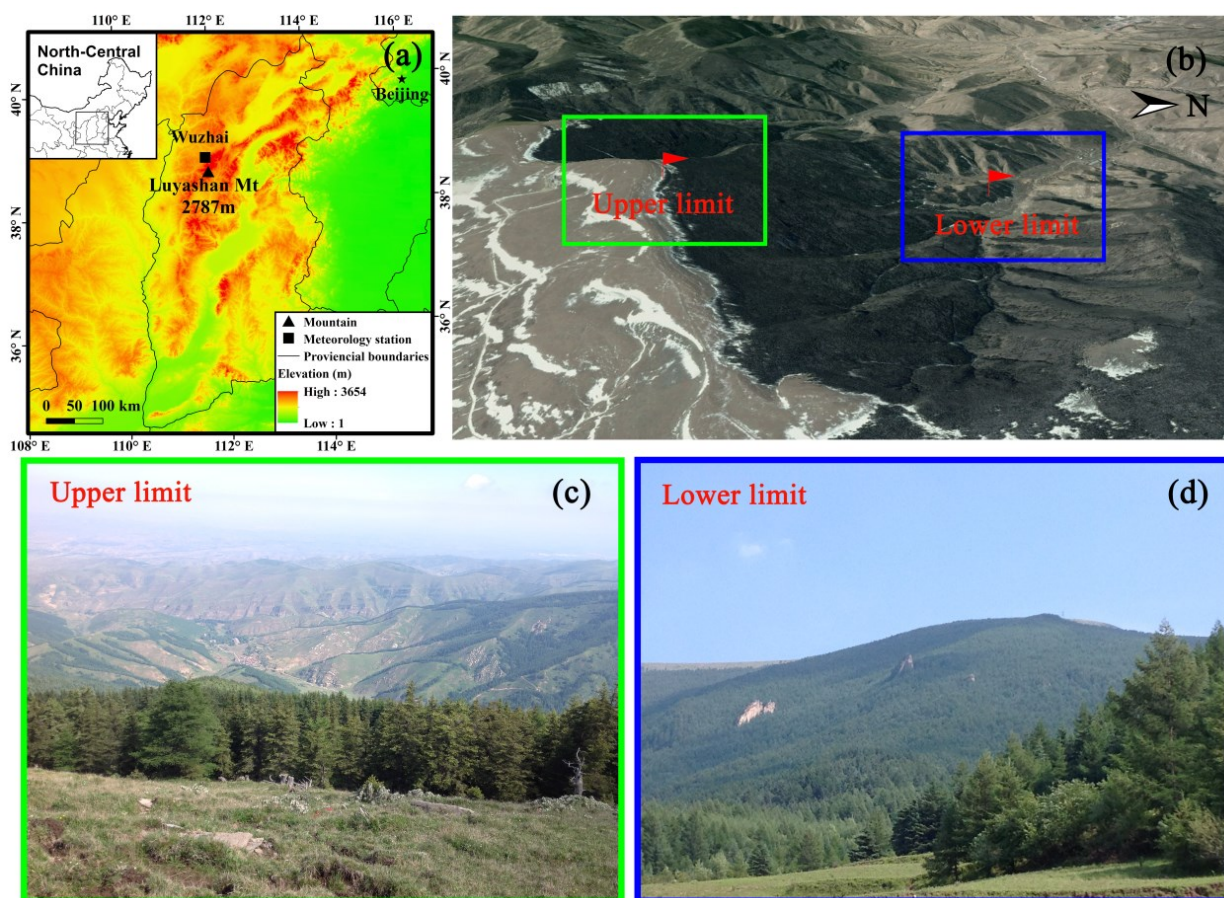 110° E
112° E
114° E
116° E
North-Central
China
(a)
40° N
Beijing
Wuzhai
Luyashan Mt
2787m
38° N
36° N
Mountain
Meteorology station
Proviencial boundaries
Elevation (m)
High : 3654
Low : 1
0 50 100 km
40° N
38° N
36° N
108° E
110° E
112° E
114° E
(b)
N
Upper limit
Lower limit
Upper limit
(c)
Lower limit
(d)